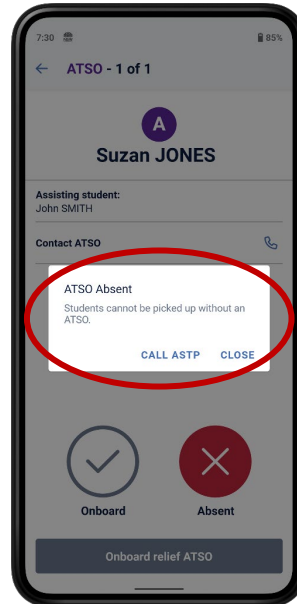 7:30
85%
ATSO - 1 of 1
A
Suzan JONES
Assisting student:
John SMITH
Contact ATSO
ATSO Absent
Students cannot be picked up without an
ATSO.
CALL ASTP CLOSE
Onboard Absent
Onboard relief ATSO